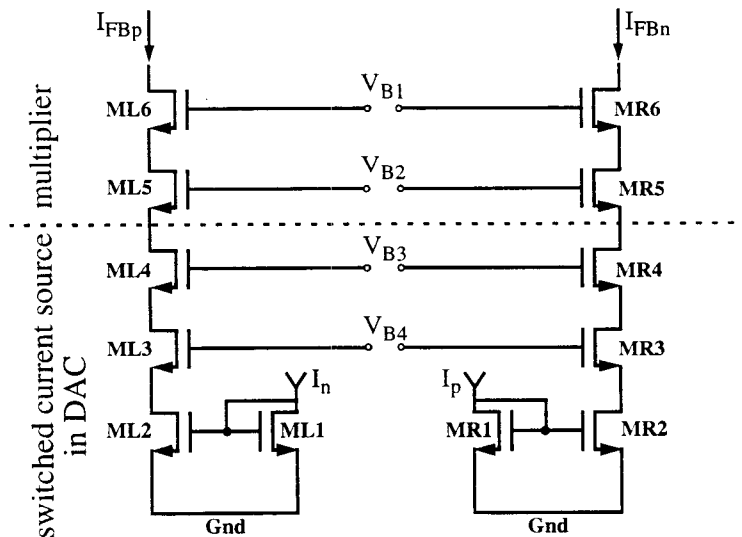 I_FBp I_FBn
ML6 V_B1 MR6
ML5 V_B2 MR5
ML4 V_B3 MR4
ML3 V_B4 MR3
I_n I_p
ML2 ML1 MR1 MR2
Gnd Gnd
multiplier
switched current source
in DAC